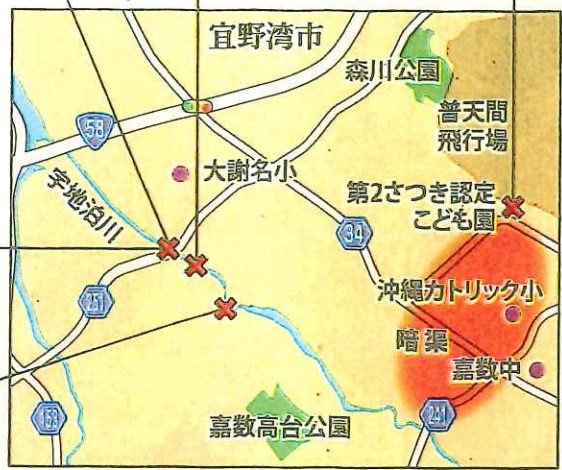 宜野湾市
森川公園
普天間
飛行場
58
大謝名小
宇地泊川
第2さつき認定
こども園
34
251
沖縄カトリック小
暗渠
嘉数中
153
241
嘉数高台公園